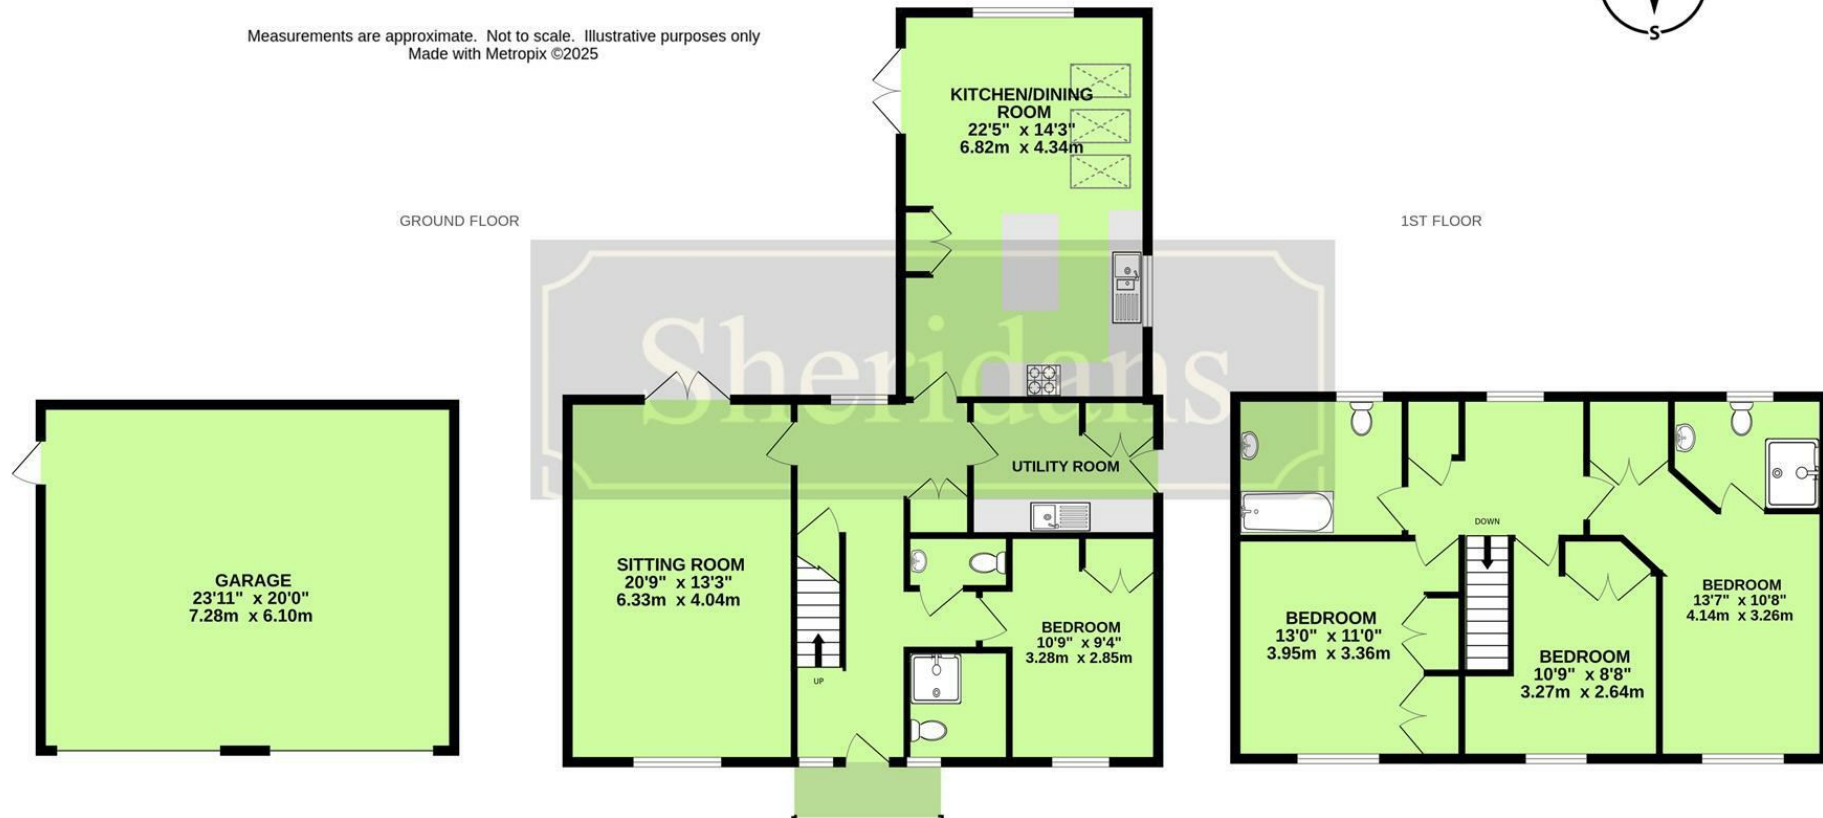 Measurements are approximate.  Not to scale.  Illustrative purposes only
Made with Metropix ©2025
S
GROUND FLOOR
1ST FLOOR
KITCHEN/DINING
ROOM
22'5"  x 14'3"
6.82m  x 4.34m
Sheridans
UTILITY ROOM
SITTING ROOM
20'9"  x 13'3"
6.33m  x 4.04m
GARAGE
23'11"  x 20'0"
7.28m  x 6.10m
UP
BEDROOM
10'9"  x 9'4"
3.28m  x 2.85m
DOWN
BEDROOM
13'0"  x 11'0"
3.95m  x 3.36m
BEDROOM
10'9"  x 8'8"
3.27m  x 2.64m
BEDROOM
13'7"  x 10'8"
4.14m  x 3.26m